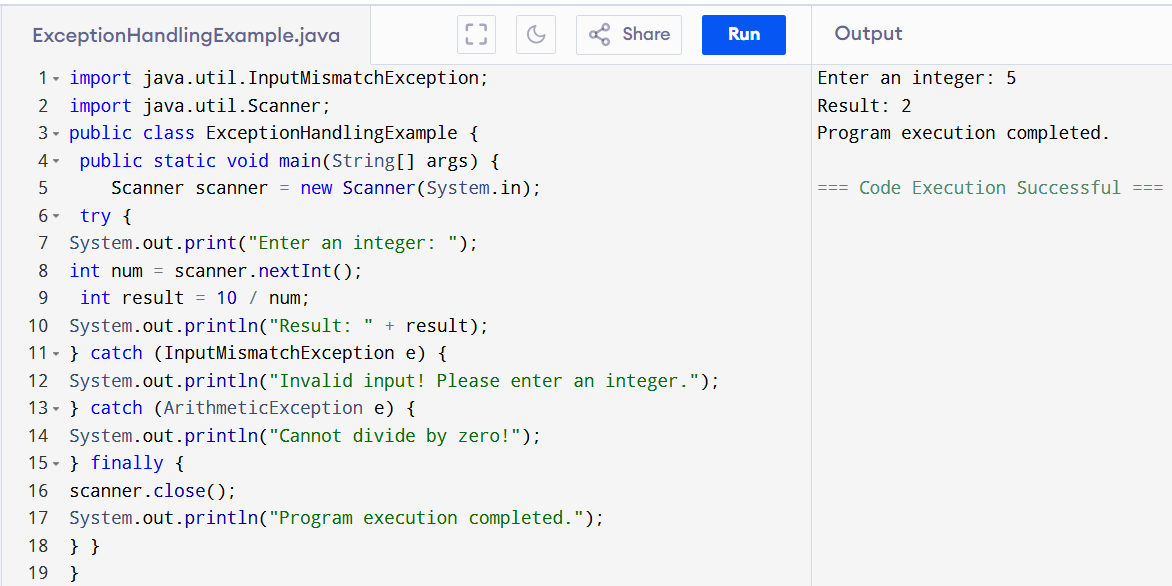 ExceptionHandlingExample.java
Share
Run
Output
1 import java.util.InputMismatchException;
2 import java.util.Scanner;
3 public class ExceptionHandlingExample {
4 public static void main(String[] args) {
5 Scanner scanner = new Scanner(System.in);
6 try {
7 System.out.print("Enter an integer: ");
8 int num = scanner.nextInt();
9 int result = 10 / num;
10 System.out.println("Result: " + result);
11 } catch (InputMismatchException e) {
12 System.out.println("Invalid input! Please enter an integer.");
13 } catch (ArithmeticException e) {
14 System.out.println("Cannot divide by zero!");
15 } finally {
16 scanner.close();
17 System.out.println("Program execution completed.");
18 } }
19 }
Enter an integer: 5
Result: 2
Program execution completed.
=== Code Execution Successful ===